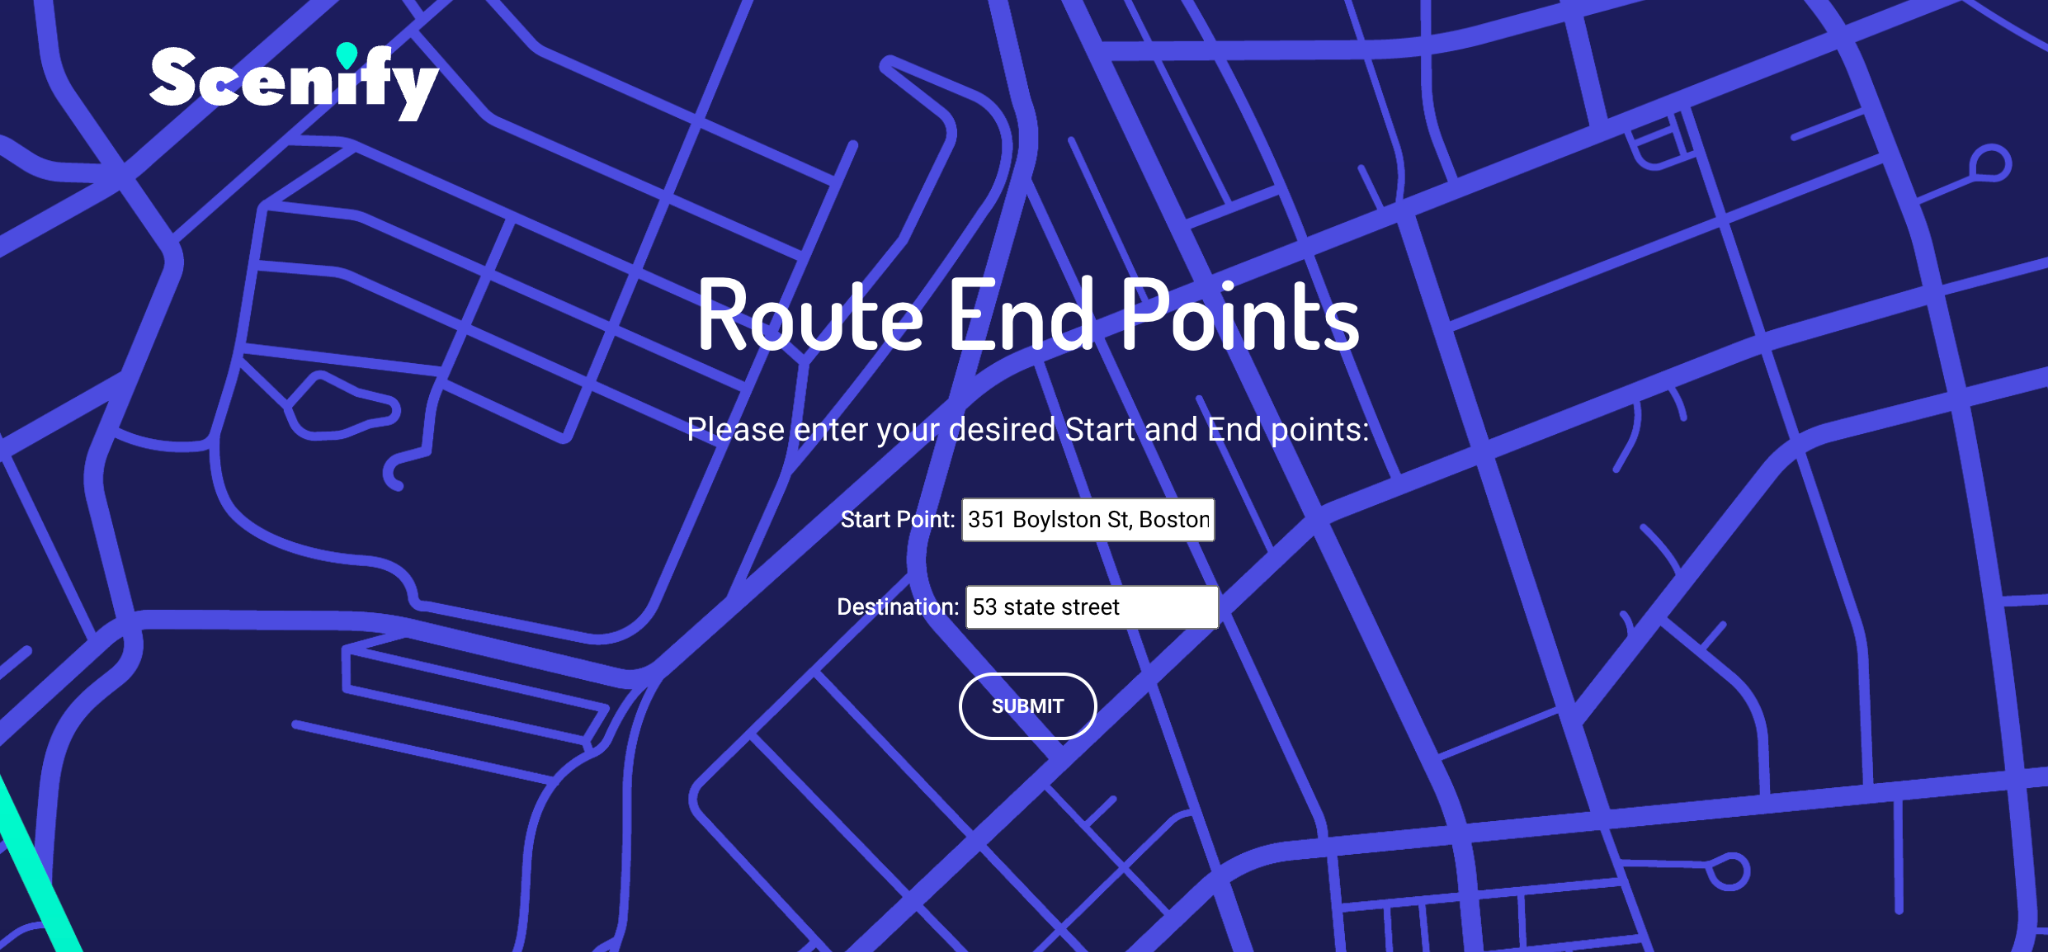 Scenify
Route End Points
Please enter your desired Start and End points:
Start Point: 351 Boylston St, Boston
Destination: 53 state street
SUBMIT